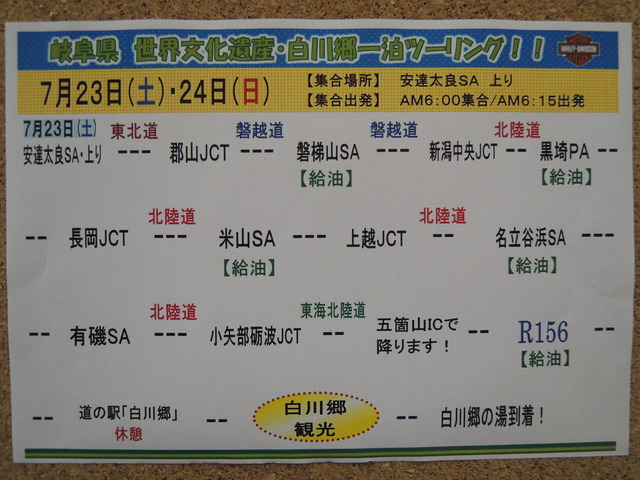 岐阜県 世界文化遺産・白川郷一泊ツーリング！！
HARLEY-DAVIDSON
7月23日(土)・24日(日)
【集合場所】 安達太良SA 上り
【集合出発】 AM6:00集合/AM6:15出発
7月23日(土) 東北道 磐越道 磐越道 北陸道
安達太良SA・上り --- 郡山JCT --- 磐梯山SA --- 新潟中央JCT -- 黒埼PA --
【給油】 【給油】
北陸道 北陸道
-- 長岡JCT --- 米山SA --- 上越JCT -- 名立谷浜SA ---
【給油】 【給油】
北陸道 東海北陸道
-- 有磯SA -- 小矢部砺波JCT -- 五箇山ICで -- R156 --
降ります！ 【給油】
-- 道の駅「白川郷」 -- 白川郷 -- 白川郷の湯到着！
休憩 観光